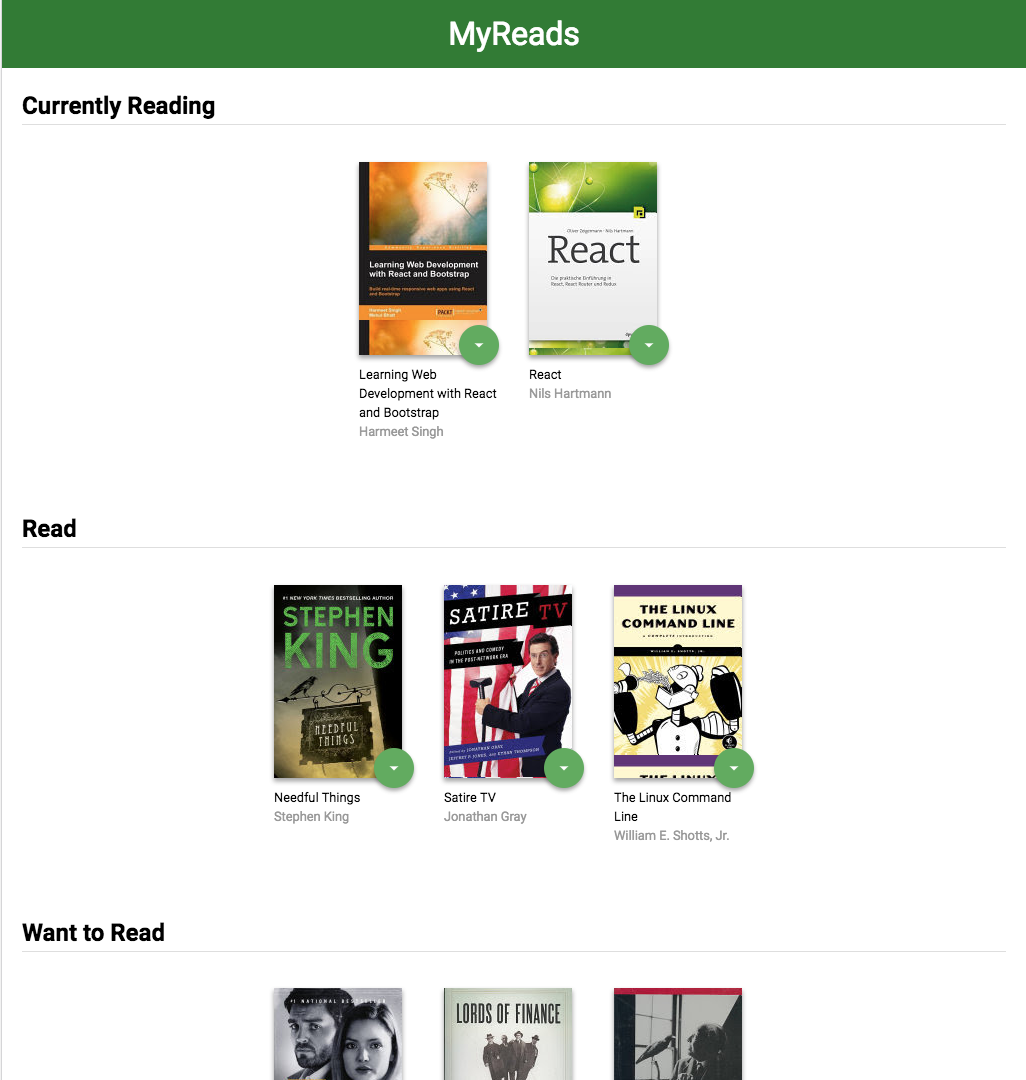 MyReads
Currently Reading
Learning Web Development
with React and Bootstrap
Build real-time responsive web apps using React
and Bootstrap
Harmeet Singh
Mehul Bhatt
PACKT
Oliver Zeigermann · Nils Hartmann
React
Die praktische Einführung in
React, React Router und Redux
Learning Web
Development with React
and Bootstrap
Harmeet Singh
React
Nils Hartmann
Read
#1 NEW YORK TIMES BESTSELLING AUTHOR
STEPHEN
KING
NEEDFUL
THINGS
SATIRE TV
POLITICS AND COMEDY
IN THE POST-NETWORK ERA
Edited by JONATHAN GRAY,
JEFFREY P. JONES, and ETHAN THOMPSON
THE LINUX
COMMAND LINE
A COMPLETE INTRODUCTION
WILLIAM E. SHOTTS, JR.
THE LINUX
Needful Things
Stephen King
Satire TV
Jonathan Gray
The Linux Command
Line
William E. Shotts, Jr.
Want to Read
#1 NATIONAL BESTSELLER
LORDS OF FINANCE